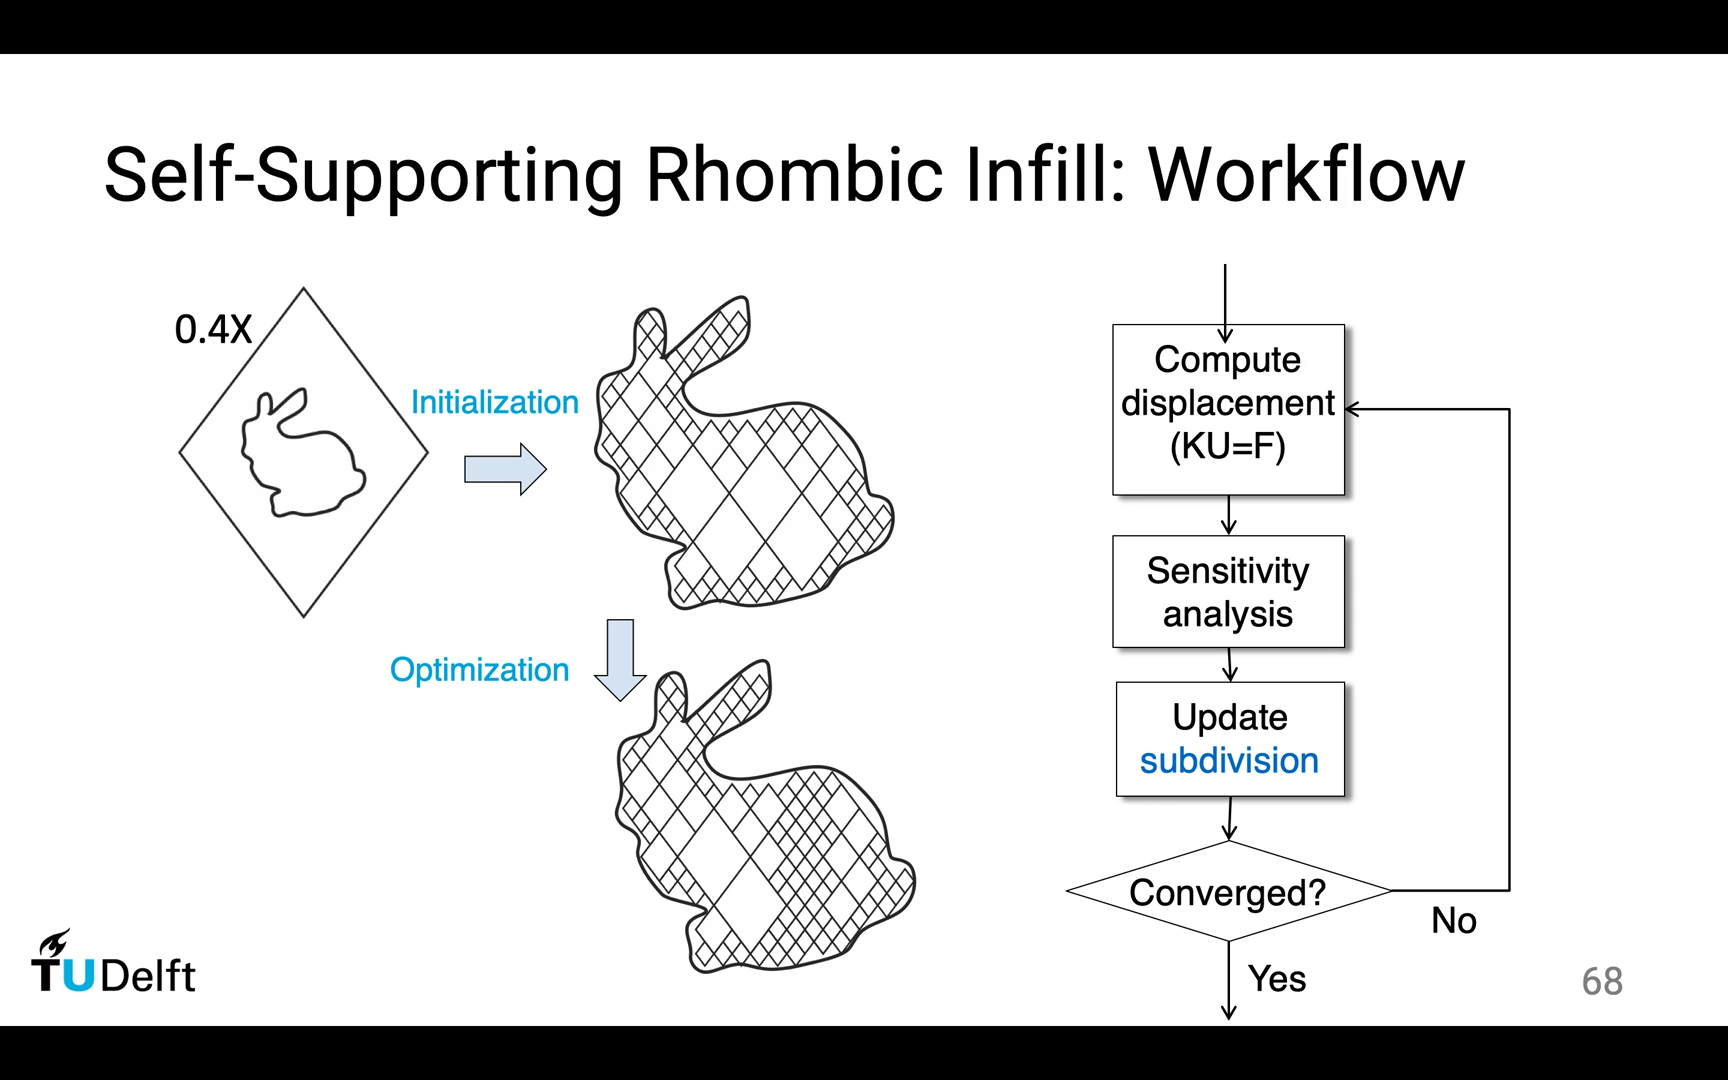 Self-Supporting Rhombic Infill: Workflow
0.4X
Initialization
Optimization
Compute
displacement
(KU=F)
Sensitivity
analysis
Update
subdivision
Converged?
No
Yes
TUDelft
68